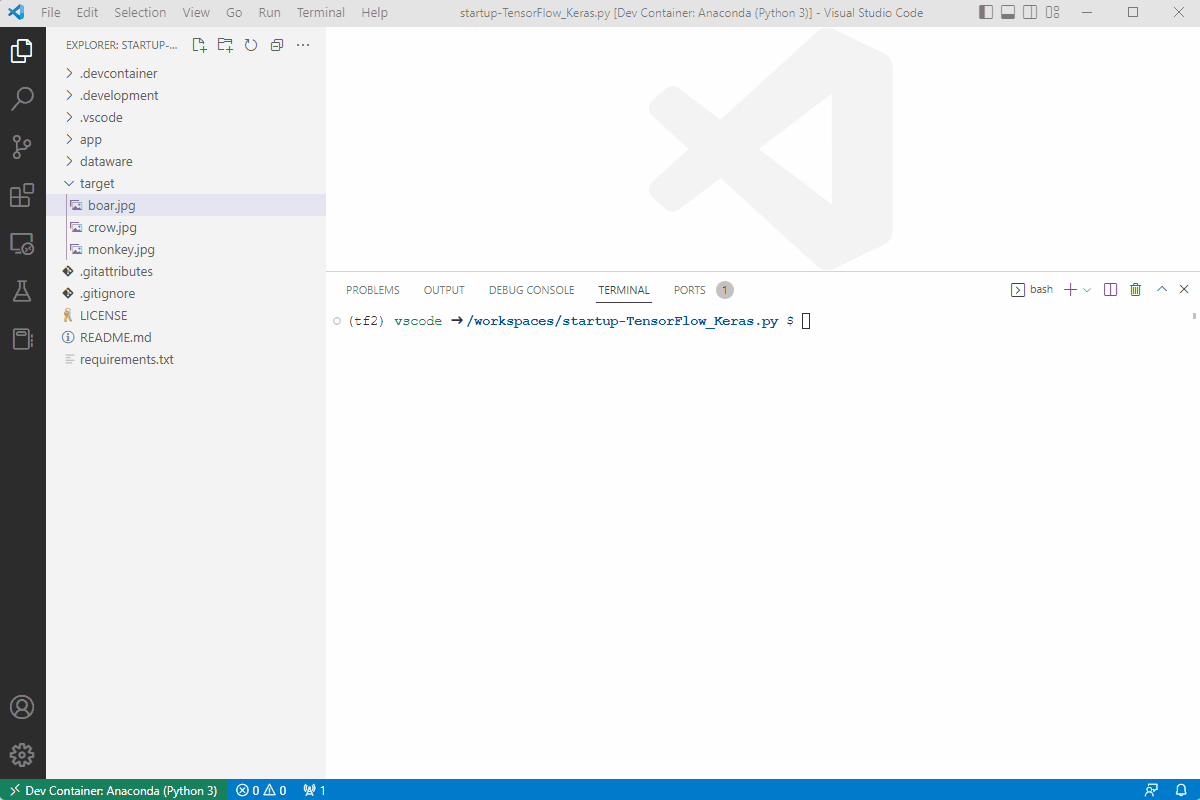 File Edit Selection View Go Run Terminal Help startup-TensorFlow_Keras.py [Dev Container: Anaconda (Python 3)] - Visual Studio Code
EXPLORER: STARTUP-...
.devcontainer
.development
.vscode
app
dataware
target
boar.jpg
crow.jpg
monkey.jpg
.gitattributes
.gitignore
LICENSE
README.md
requirements.txt
PROBLEMS OUTPUT DEBUG CONSOLE TERMINAL PORTS 1 bash
(tf2) vscode ➜ /workspaces/startup-TensorFlow_Keras.py $
Dev Container: Anaconda (Python 3) 0 0 1